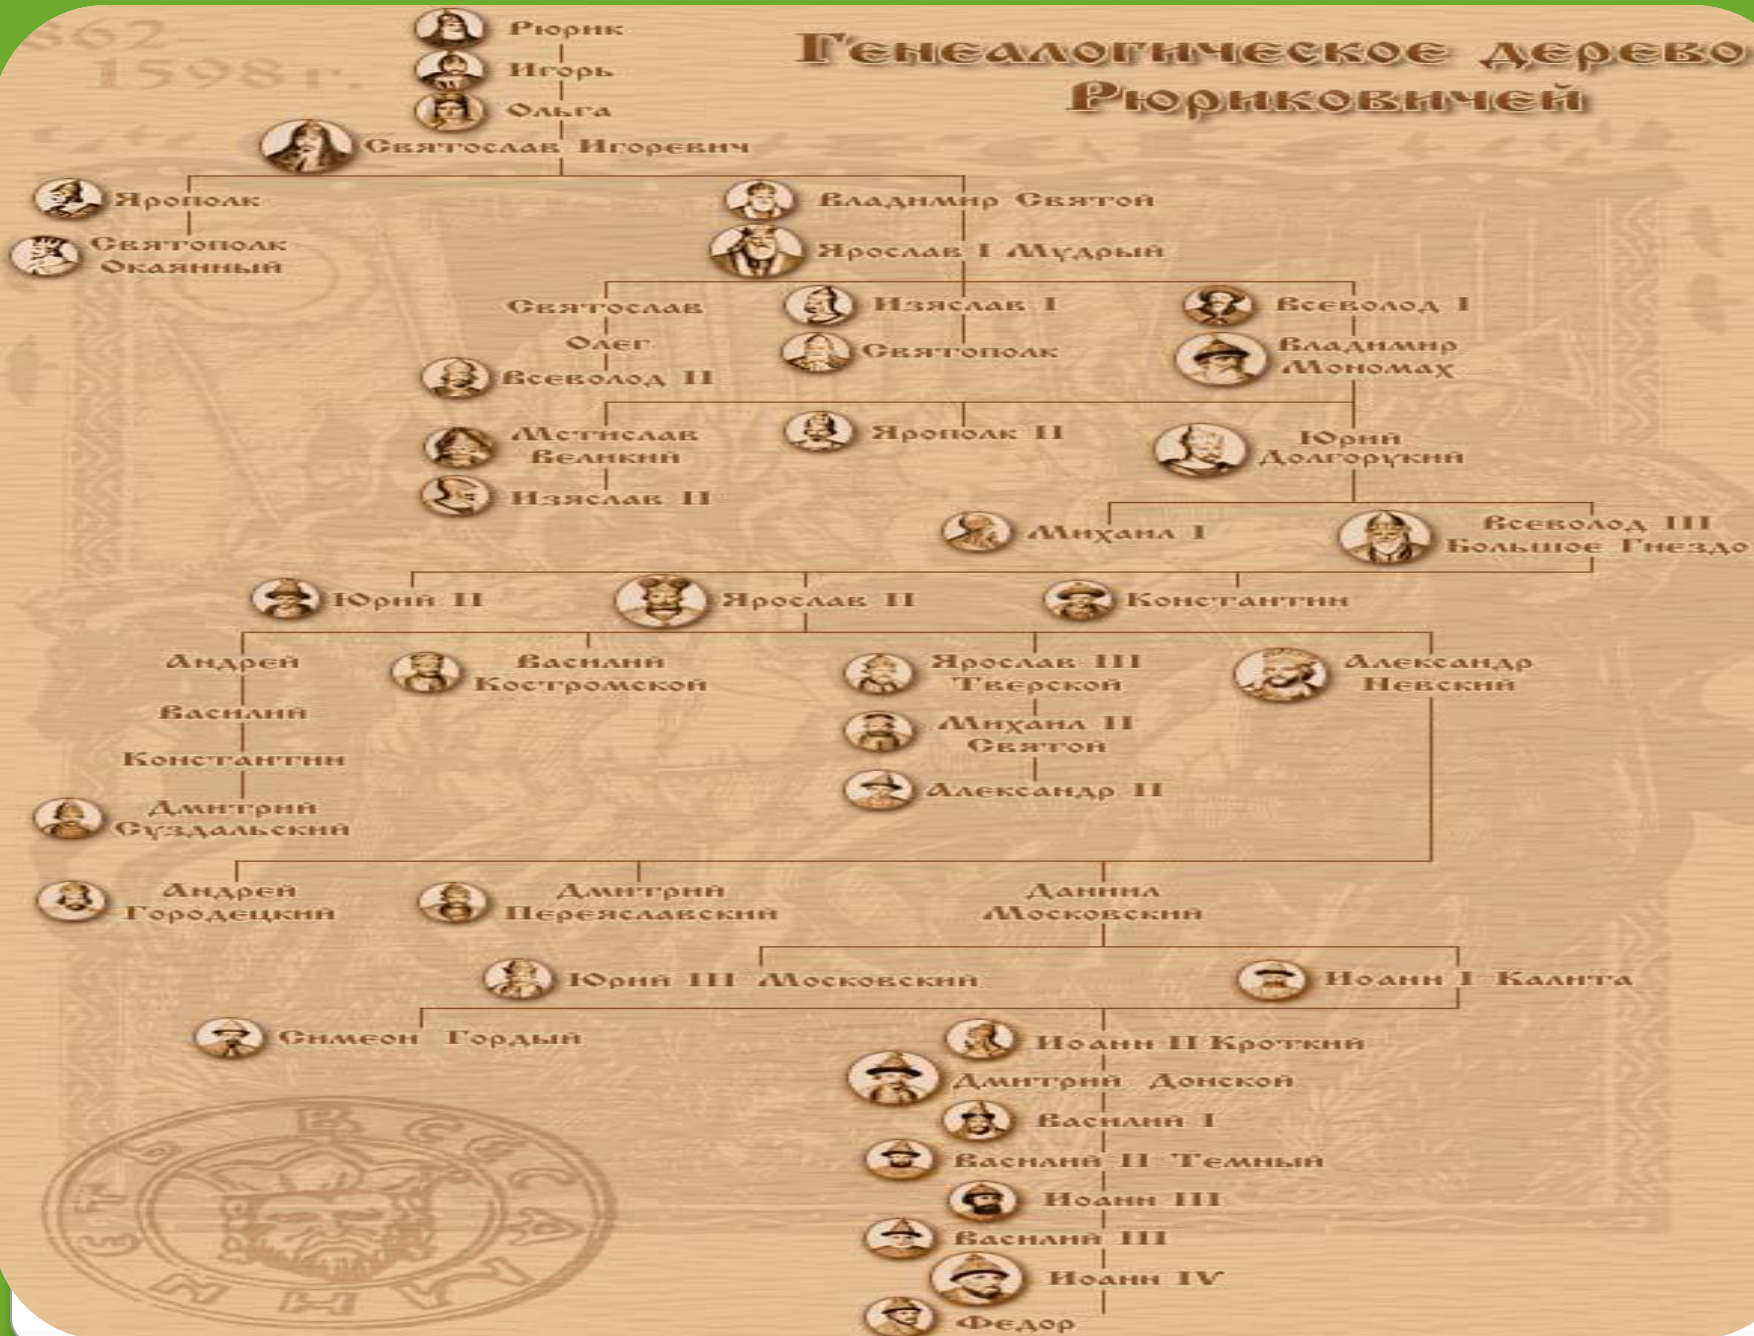 862-
1598 г.
Генеалогическое дерево
Рюриковичей
Рюрик
Игорь
Ольга
Святослав Игоревич
Ярополк
Владимир Святой
Святополк
Окаянный
Ярослав I Мудрый
Святослав
Изяслав I
Всеволод I
Олег
Святополк
Владимир
Мономах
Всеволод II
Мстислав
Великий
Ярополк II
Юрий
Долгорукий
Изяслав II
Михаил I
Всеволод III
Большое Гнездо
Юрий II
Ярослав II
Константин
Андрей
Василий
Костромской
Ярослав III
Тверской
Александр
Невский
Василий
Михаил II
Святой
Константин
Александр II
Дмитрий
Суздальский
Андрей
Городецкий
Дмитрий
Переяславский
Даниил
Московский
Юрий III Московский
Иоанн I Калита
Симеон Гордый
Иоанн II Кроткий
Дмитрий Донской
Василий I
Василий II Темный
Иоанн III
Василий III
Иоанн IV
Федор